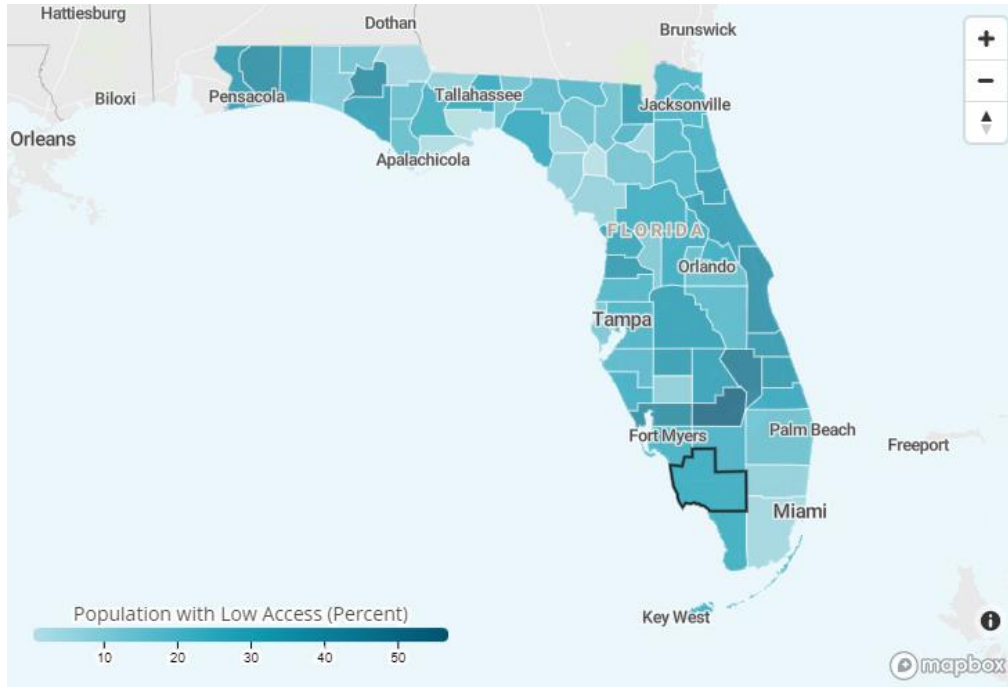 Hattiesburg
Dothan
Brunswick
Biloxi
Pensacola
Tallahassee
Jacksonville
Orleans
Apalachicola
FLORIDA
Orlando
Tampa
Fort Myers
Palm Beach
Freeport
Miami
Key West
Population with Low Access (Percent)
10 20 30 40 50
mapbox